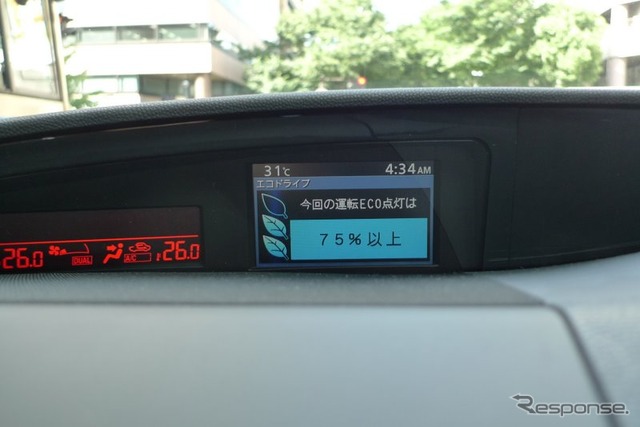 31℃ 4:34AM
エコドライブ
今回の運転ECO点灯は
75%以上
26.0 DUAL A/C 26.0
Response.